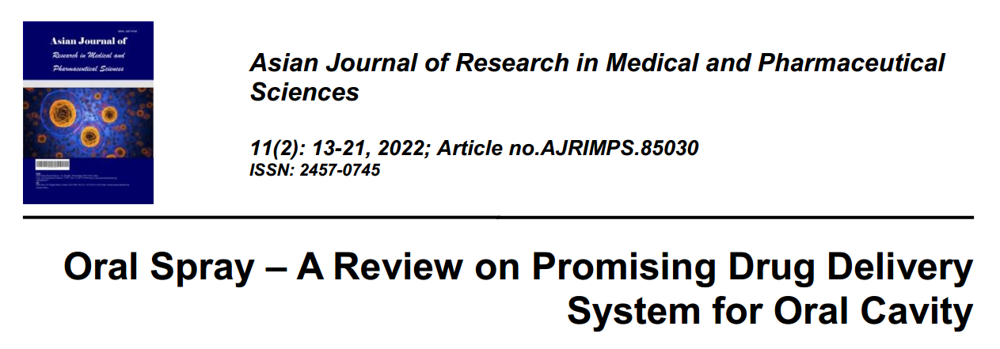 Asian Journal of
Research in Medical and
Pharmaceutical Sciences
Asian Journal of Research in Medical and Pharmaceutical
Sciences
11(2): 13-21, 2022; Article no.AJRIMPS.85030
ISSN: 2457-0745
Oral Spray – A Review on Promising Drug Delivery
System for Oral Cavity